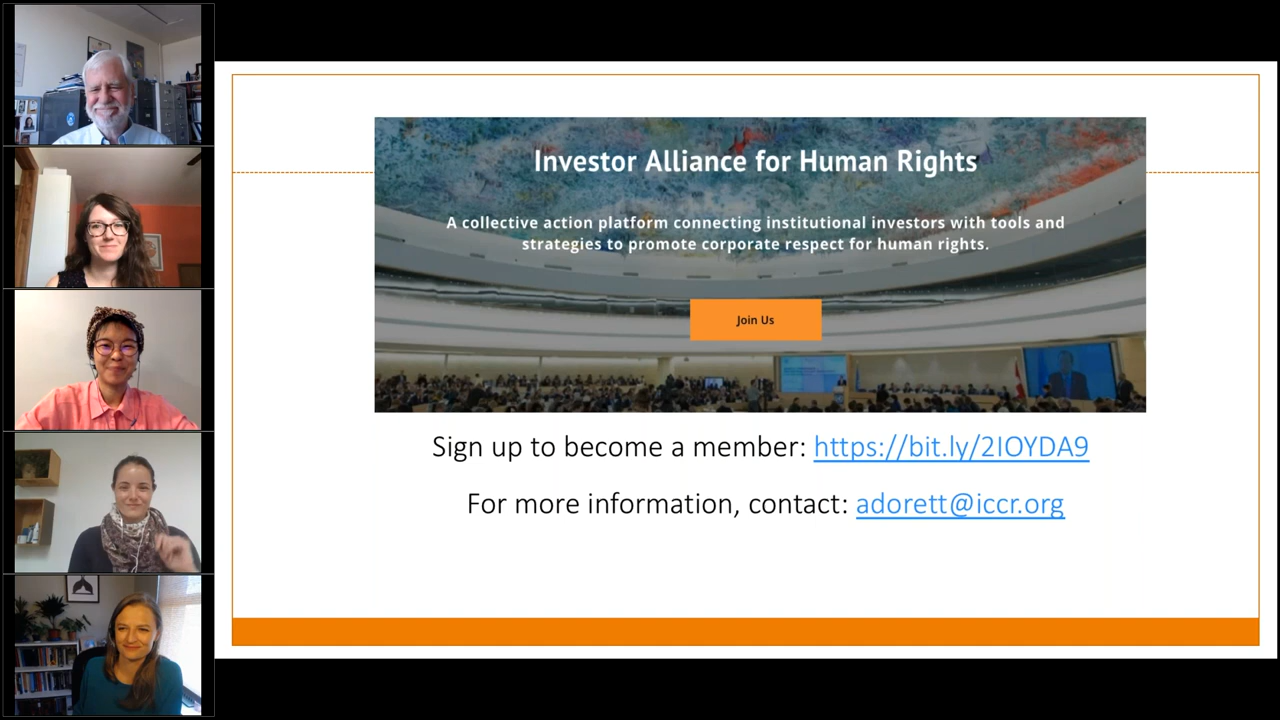 Investor Alliance for Human Rights
A collective action platform connecting institutional investors with tools and
strategies to promote corporate respect for human rights.
Join Us
Sign up to become a member: https://bit.ly/2IOYDA9
For more information, contact: adorett@iccr.org